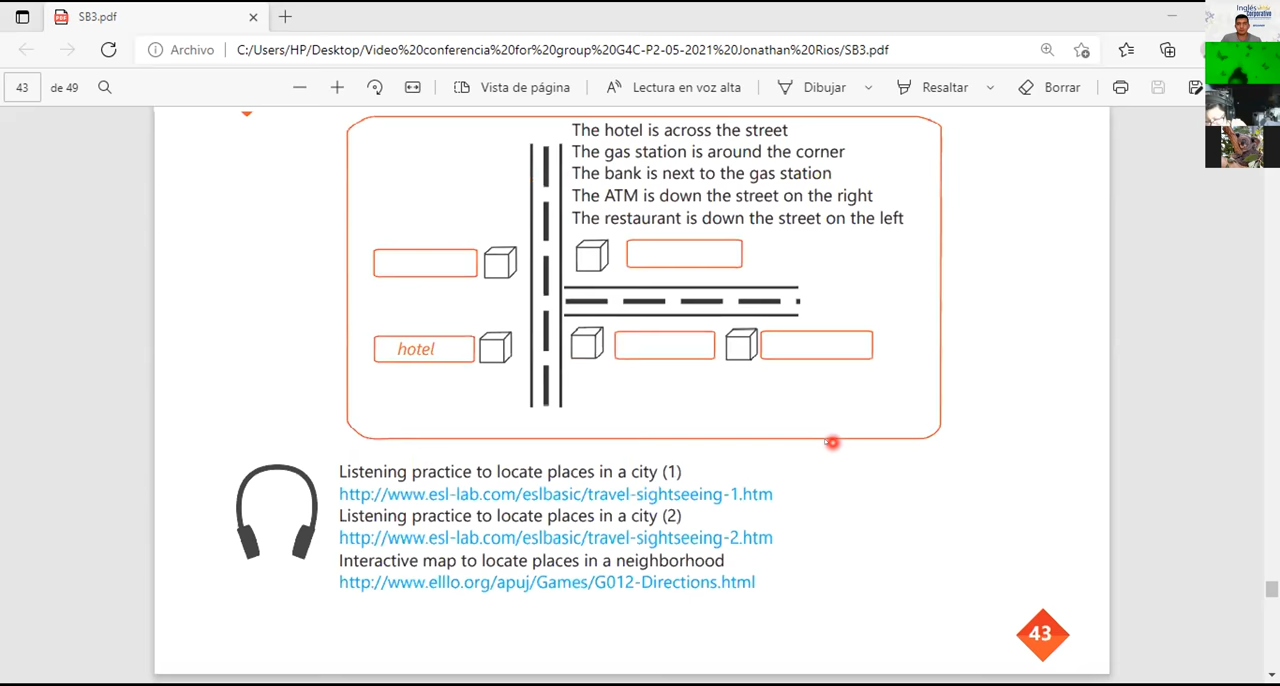 SB3.pdf
Archivo
C:/Users/HP/Desktop/Video%20conferencia%20for%20group%20G4C-P2-05-2021%20Jonathan%20Rios/SB3.pdf
43
de 49
Vista de página
Lectura en voz alta
Dibujar
Resaltar
Borrar
The hotel is across the street
The gas station is around the corner
The bank is next to the gas station
The ATM is down the street on the right
The restaurant is down the street on the left
hotel
Listening practice to locate places in a city (1)
http://www.esl-lab.com/eslbasic/travel-sightseeing-1.htm
Listening practice to locate places in a city (2)
http://www.esl-lab.com/eslbasic/travel-sightseeing-2.htm
Interactive map to locate places in a neighborhood
http://www.elllo.org/apuj/Games/G012-Directions.html
43
Inglés
corporativo